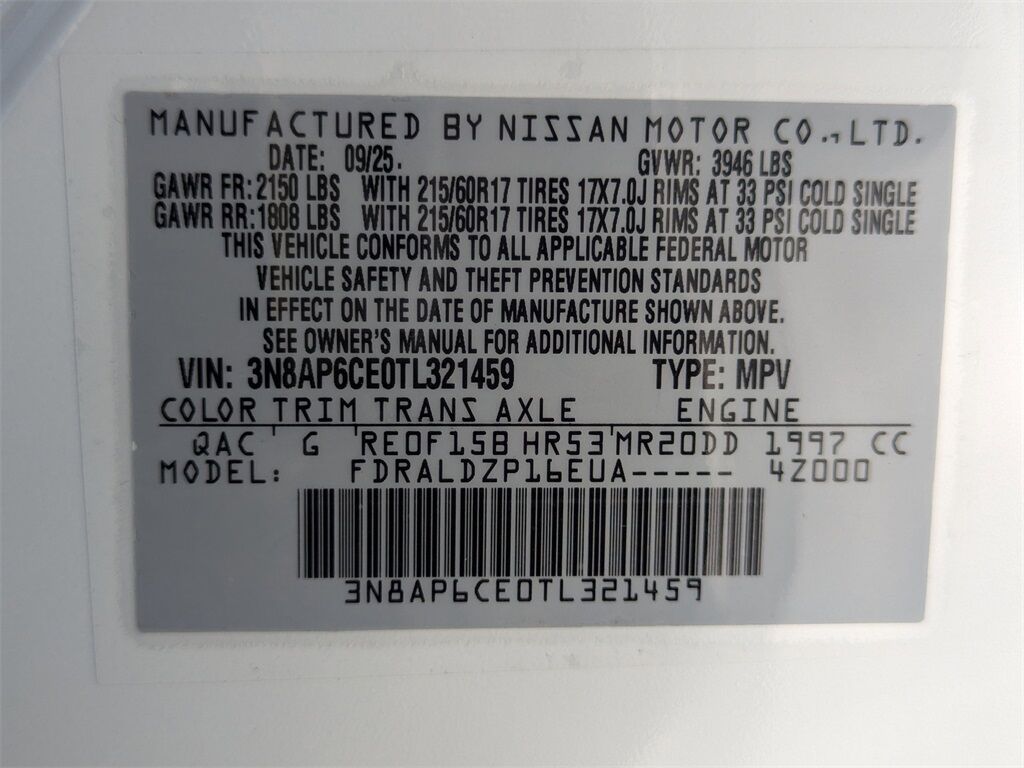 MANUFACTURED BY NISSAN MOTOR CO.,LTD.
DATE: 09/25. GVWR: 3946 LBS
GAWR FR: 2150 LBS WITH 215/60R17 TIRES 17X7.0J RIMS AT 33 PSI COLD SINGLE
GAWR RR: 1808 LBS WITH 215/60R17 TIRES 17X7.0J RIMS AT 33 PSI COLD SINGLE
THIS VEHICLE CONFORMS TO ALL APPLICABLE FEDERAL MOTOR
VEHICLE SAFETY AND THEFT PREVENTION STANDARDS
IN EFFECT ON THE DATE OF MANUFACTURE SHOWN ABOVE.
SEE OWNER'S MANUAL FOR ADDITIONAL INFORMATION.
VIN: 3N8AP6CE0TL321459 TYPE: MPV
COLOR TRIM TRANS AXLE ENGINE
QAC G RE0F15B HR53 MR20DD 1997 CC
MODEL: FDRALDZP16EUA----- 4Z000
3N8AP6CE0TL321459